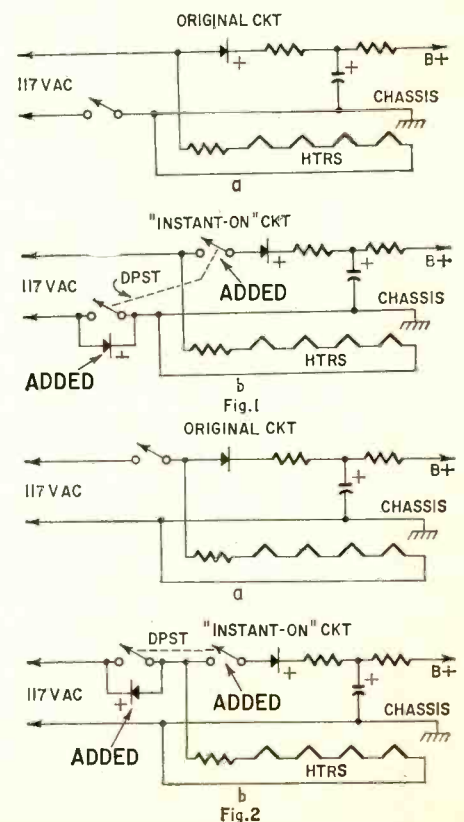 ORIGINAL CKT
+
+
B+
117 VAC
CHASSIS
HTRS
a
"INSTANT-ON" CKT
DPST
+
+
B+
ADDED
117 VAC
CHASSIS
+
ADDED
HTRS
b
Fig.1
ORIGINAL CKT
+
B+
117 VAC
CHASSIS
HTRS
a
DPST
"INSTANT-ON" CKT
+
+
B+
117 VAC
+
ADDED
CHASSIS
ADDED
HTRS
b
Fig.2